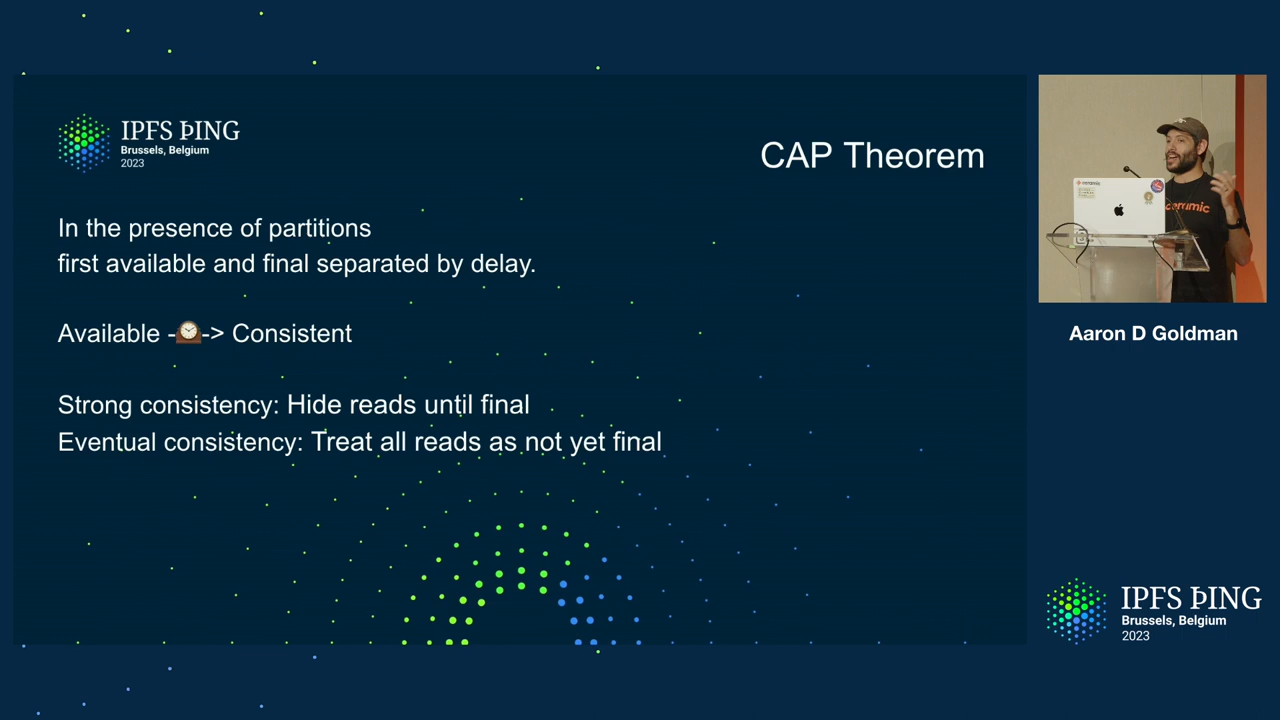 IPFS ÞING
Brussels, Belgium
2023
CAP Theorem
In the presence of partitions
first available and final separated by delay.
Available -🕰️-> Consistent
Strong consistency: Hide reads until final
Eventual consistency: Treat all reads as not yet final
ceramic
ceramic
Aaron D Goldman
IPFS ÞING
Brussels, Belgium
2023